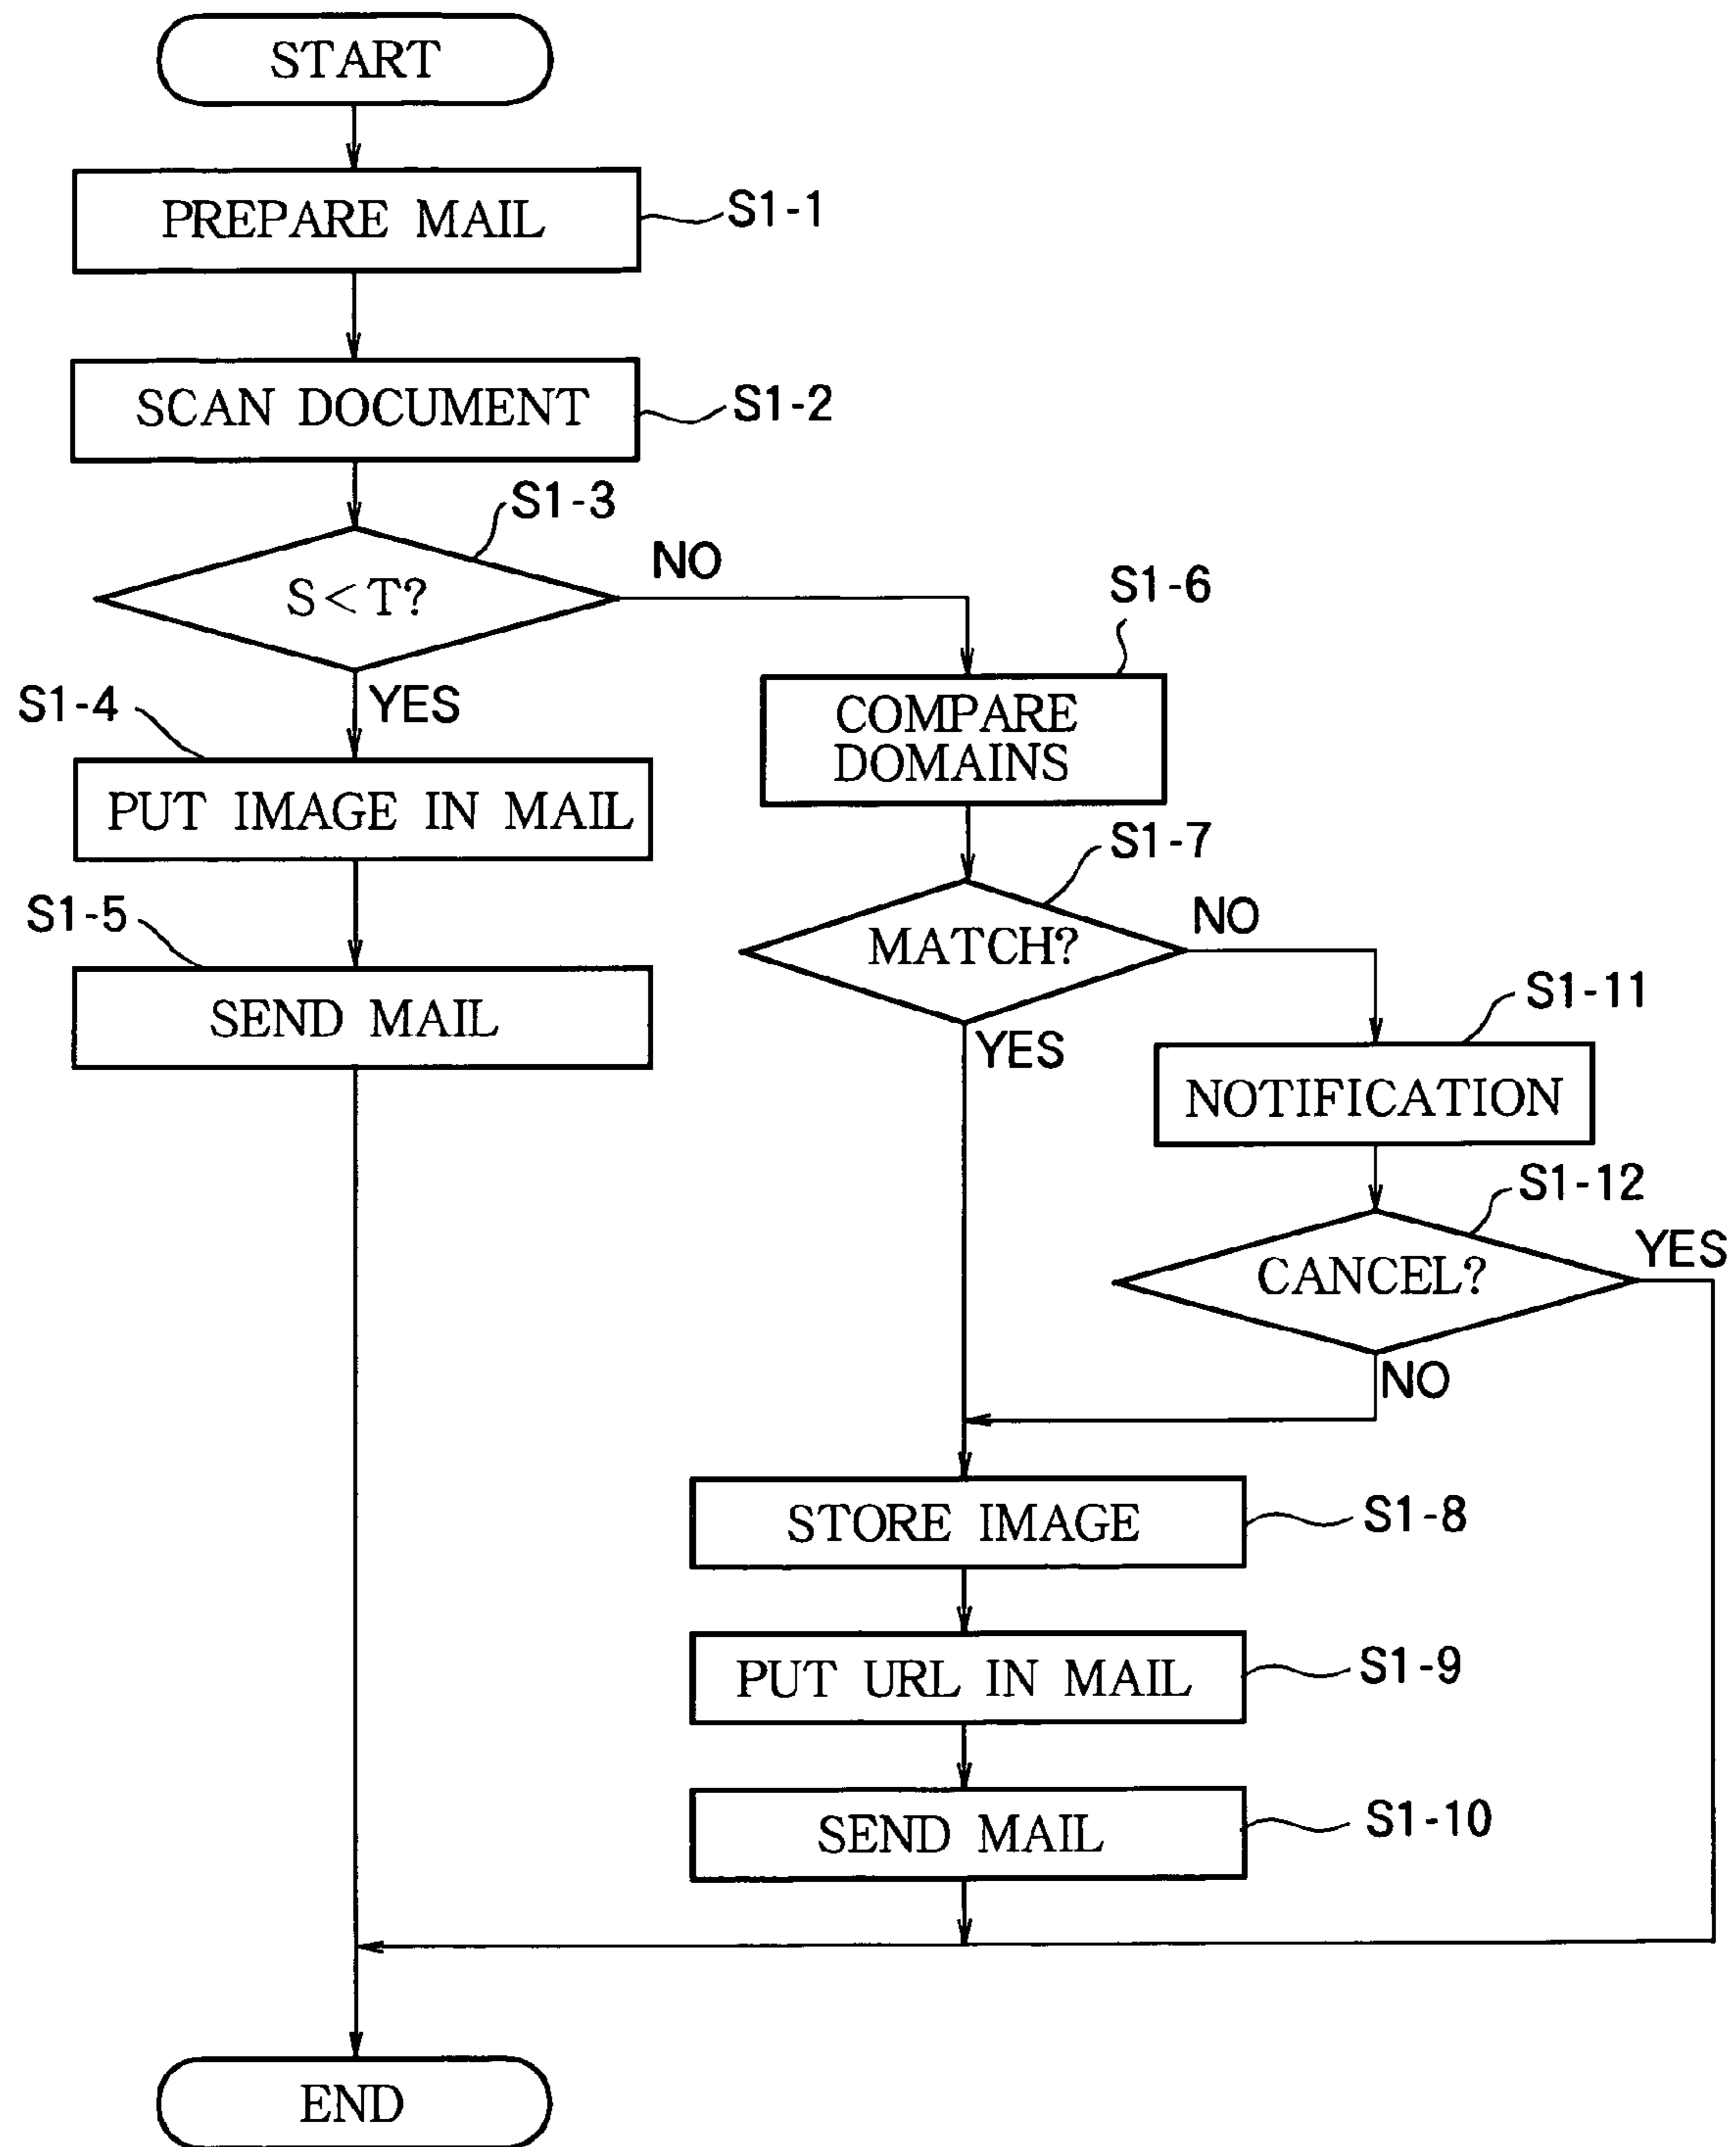 START
PREPARE MAIL
S1-1
SCAN DOCUMENT
S1-2
S1-3
S<T?
NO
YES
S1-4
PUT IMAGE IN MAIL
S1-5
SEND MAIL
S1-6
COMPARE
DOMAINS
S1-7
MATCH?
NO
YES
S1-11
NOTIFICATION
S1-12
CANCEL?
YES
NO
STORE IMAGE
S1-8
PUT URL IN MAIL
S1-9
SEND MAIL
S1-10
END